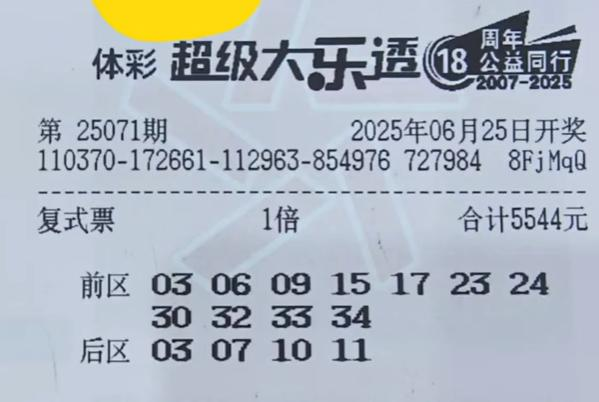 体彩 超级大乐透 18周年公益同行 2007-2025
第 25071期 2025年06月25日开奖
110370-172661-112963-854976 727984 8FjMqQ
复式票 1倍 合计5544元
前区 03 06 09 15 17 23 24
30 32 33 34
后区 03 07 10 11